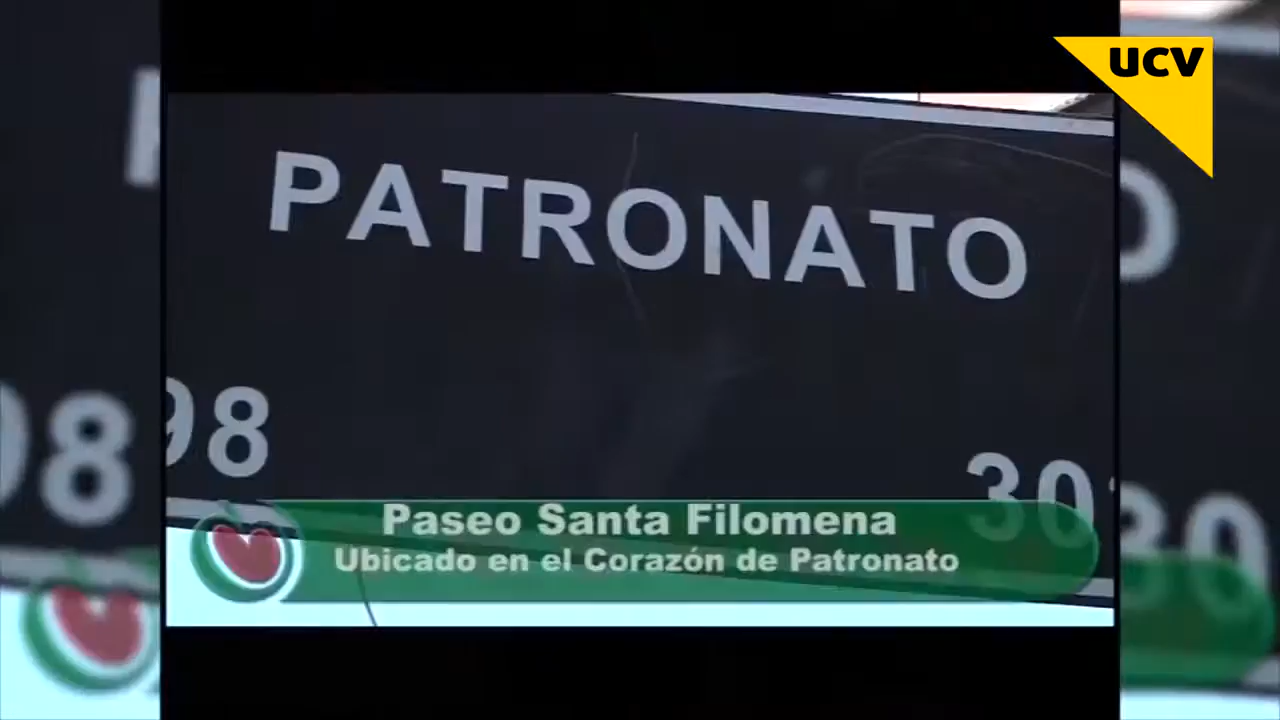 UCV
PATRONATO
98
30
Paseo Santa Filomena
Ubicado en el Corazón de Patronato